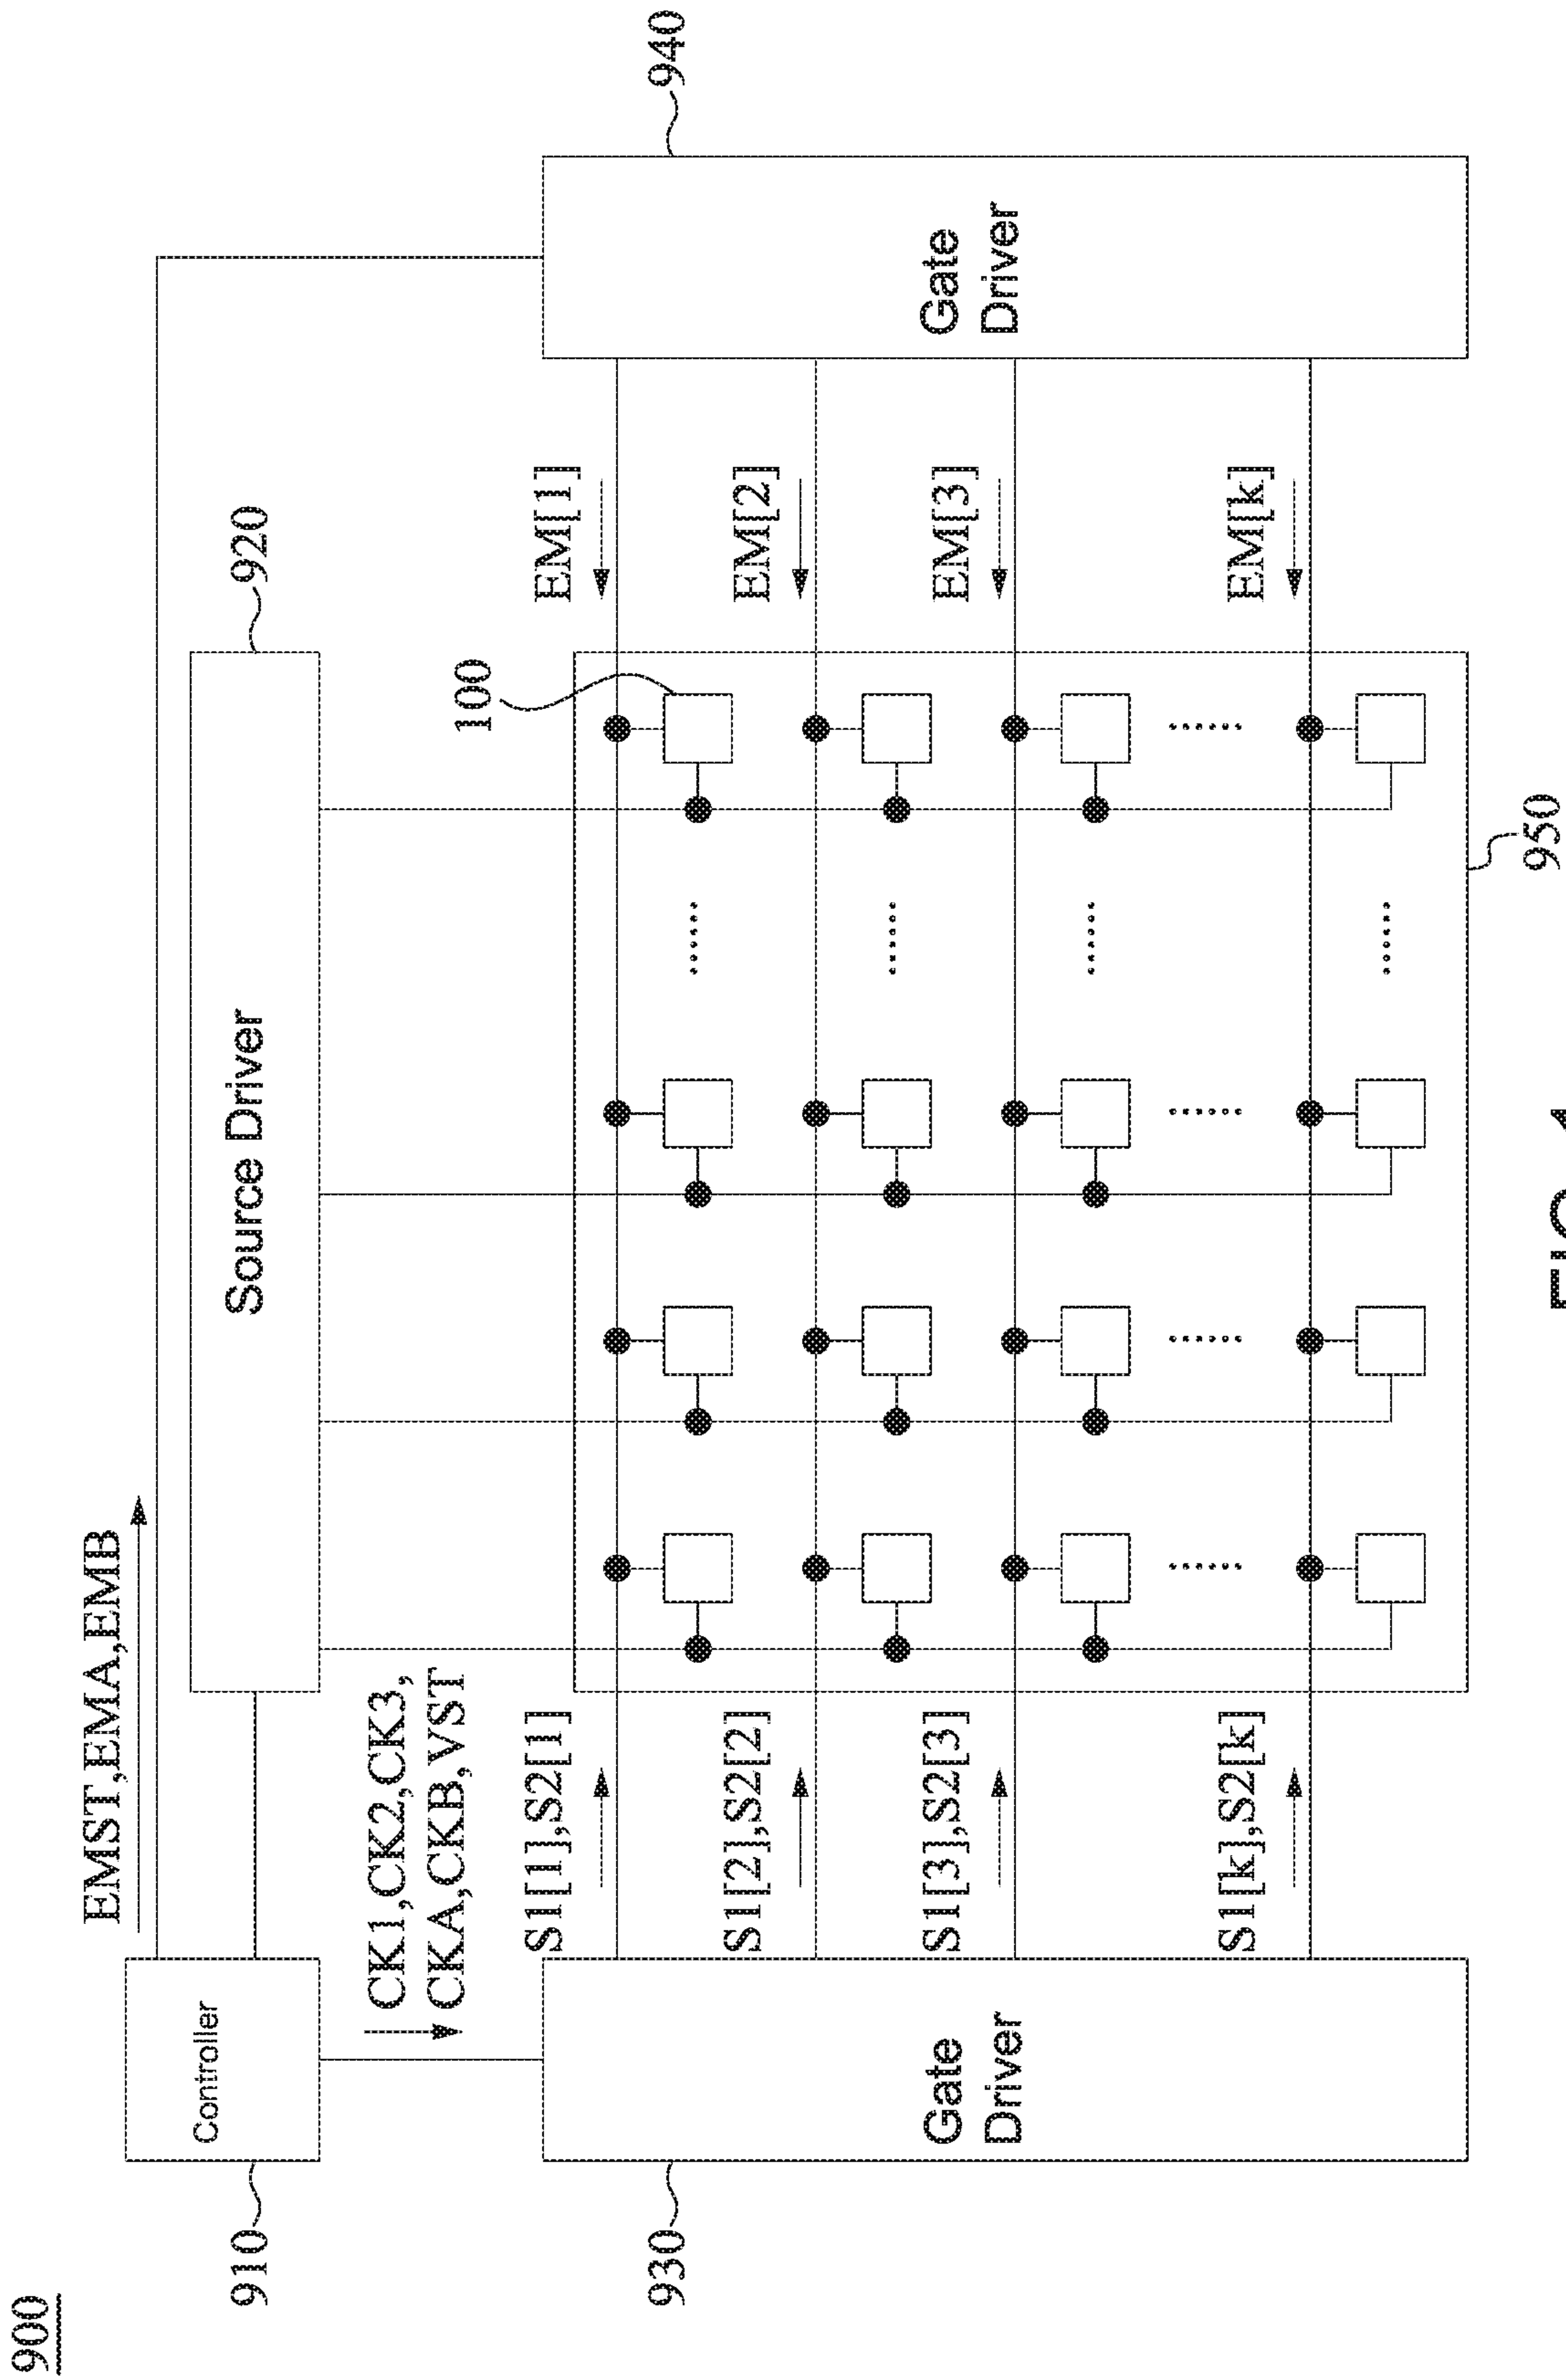 900
EMST,EMA,EMB
910
Controller
Source Driver
920
CK1,CK2,CK3,
CKA,CKB,VST
930
Gate
Driver
S1[1],S2[1]
S1[2],S2[2]
S1[3],S2[3]
S1[k],S2[k]
100
EM[1]
EM[2]
EM[3]
EM[k]
940
Gate
Driver
950